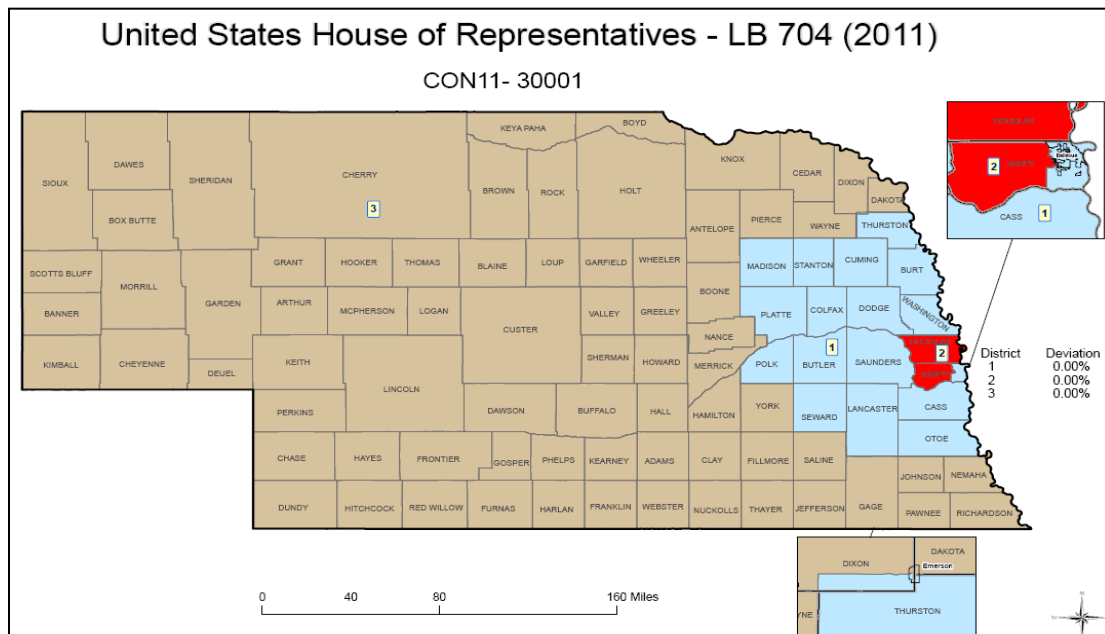 United States House of Representatives - LB 704 (2011)
CON11- 30001
KEYA PAHA
BOYD
DAWES
SIOUX
SHERIDAN
CHERRY
BROWN
ROCK
HOLT
KNOX
CEDAR
DIXON
DAKOTA
BOX BUTTE
3
ANTELOPE
PIERCE
WAYNE
THURSTON
SCOTTS BLUFF
MORRILL
GARDEN
GRANT
HOOKER
THOMAS
BLAINE
LOUP
GARFIELD
WHEELER
BOONE
MADISON
STANTON
CUMING
BURT
BANNER
ARTHUR
MCPHERSON
LOGAN
CUSTER
VALLEY
GREELEY
PLATTE
COLFAX
DODGE
WASHINGTON
NANCE
KIMBALL
CHEYENNE
DEUEL
KEITH
LINCOLN
SHERMAN
HOWARD
MERRICK
POLK
BUTLER
1
SAUNDERS
2
PERKINS
DAWSON
BUFFALO
HALL
HAMILTON
YORK
SEWARD
LANCASTER
CASS
OTOE
CHASE
HAYES
FRONTIER
GOSPER
PHELPS
KEARNEY
ADAMS
CLAY
FILLMORE
SALINE
JOHNSON
NEMAHA
DUNDY
HITCHCOCK
RED WILLOW
FURNAS
HARLAN
FRANKLIN
WEBSTER
NUCKOLLS
THAYER
JEFFERSON
GAGE
PAWNEE
RICHARDSON
2
Bellevue
CASS
1
District Deviation
1 0.00%
2 0.00%
3 0.00%
DIXON
DAKOTA
Emerson
THURSTON
YNE
0 40 80 160 Miles